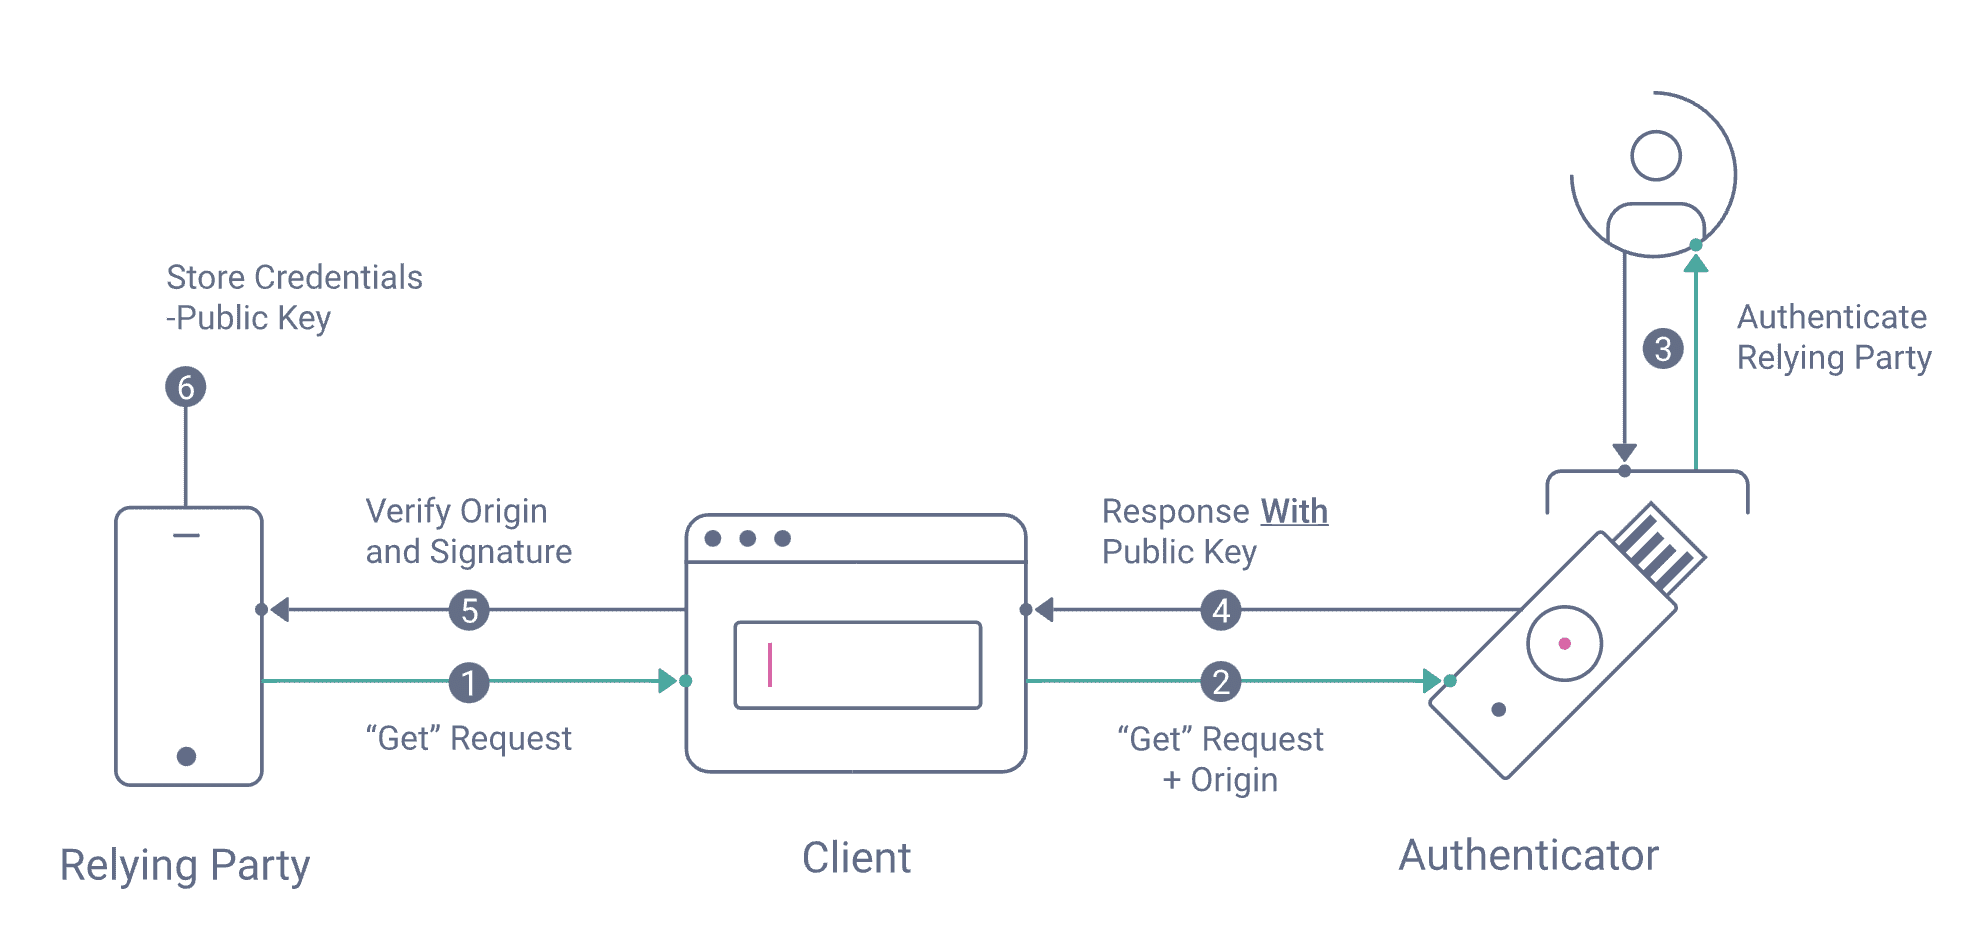 Store Credentials
-Public Key
6
Authenticate
Relying Party
3
Verify Origin
and Signature
5
1
“Get” Request
Response With
Public Key
4
2
“Get” Request
+ Origin
Relying Party
Client
Authenticator